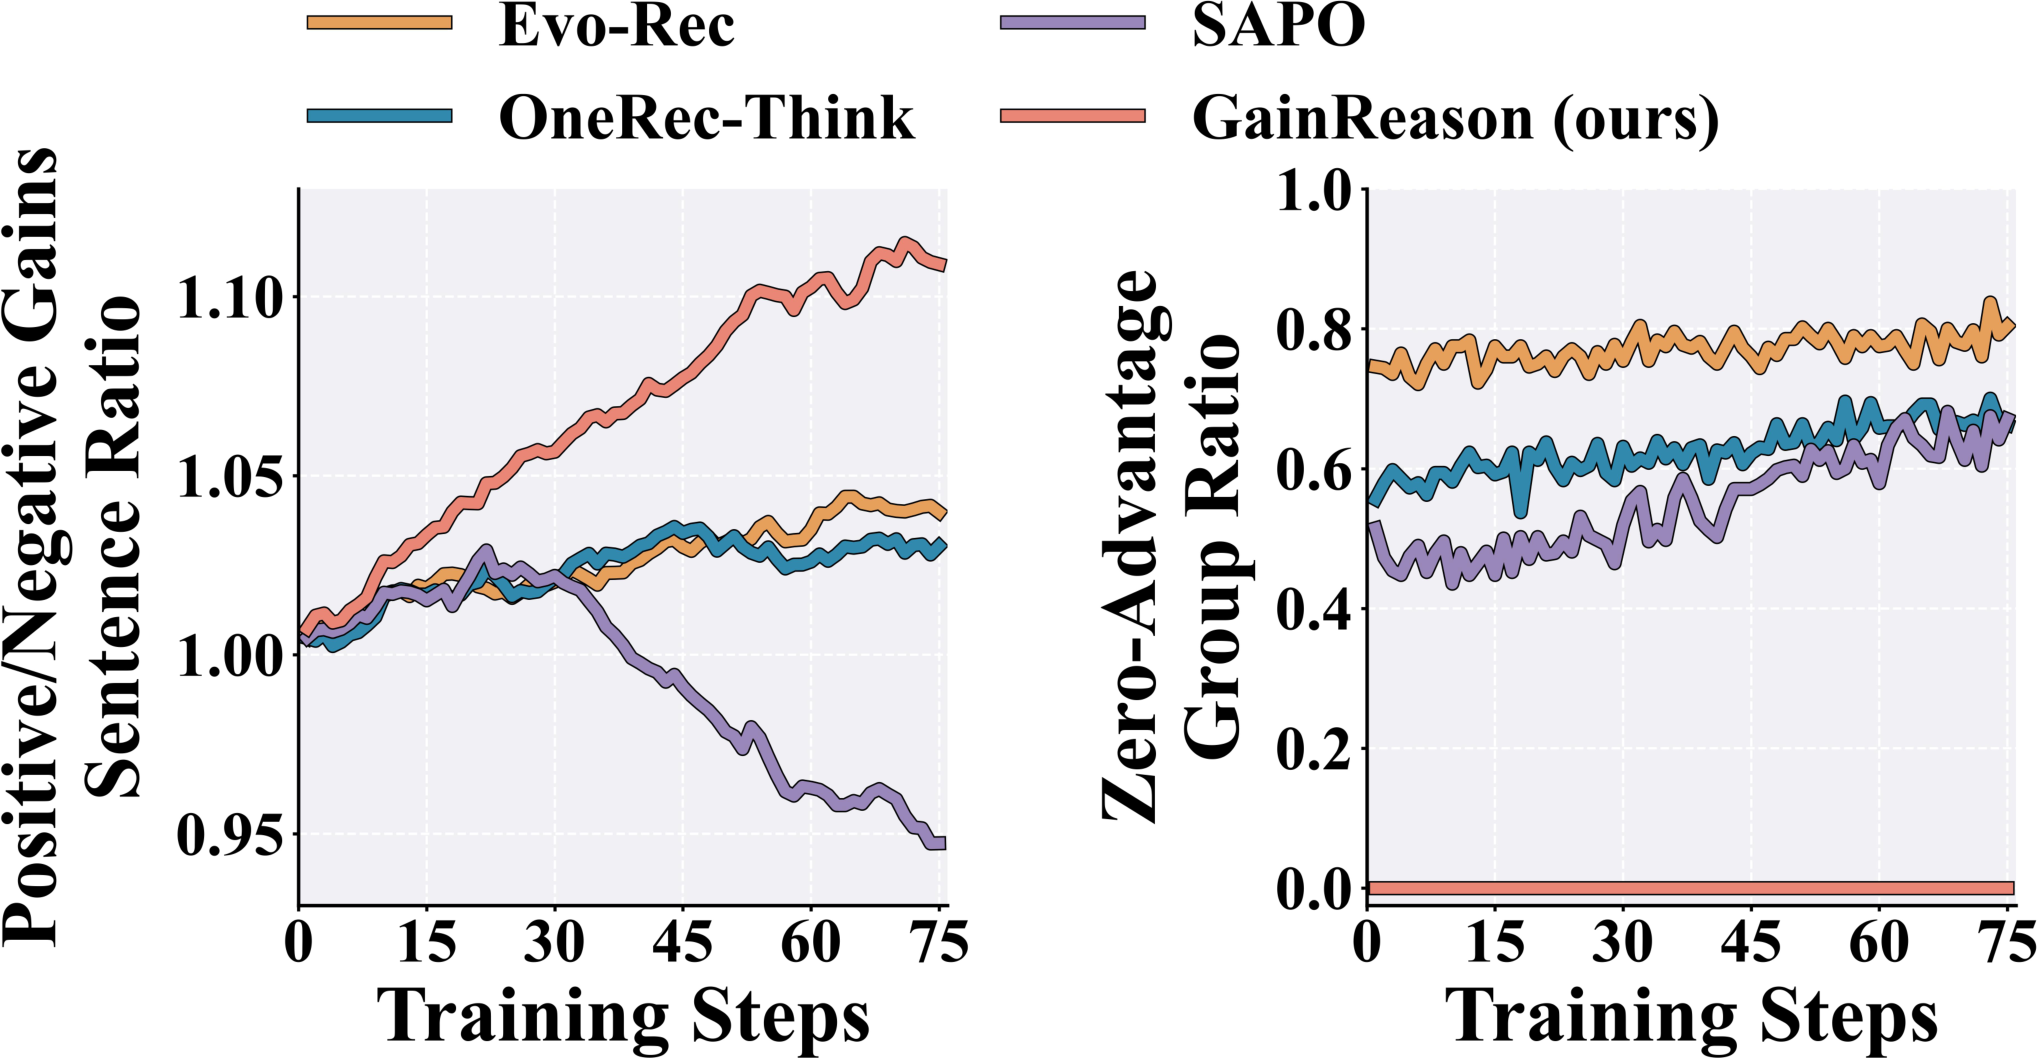 Evo-Rec
SAPO
OneRec-Think
GainReason (ours)
Positive/Negative Gains
Sentence Ratio
1.10
1.05
1.00
0.95
0
15
30
45
60
75
Training Steps
Zero-Advantage
Group Ratio
1.0
0.8
0.6
0.4
0.2
0.0
0
15
30
45
60
75
Training Steps